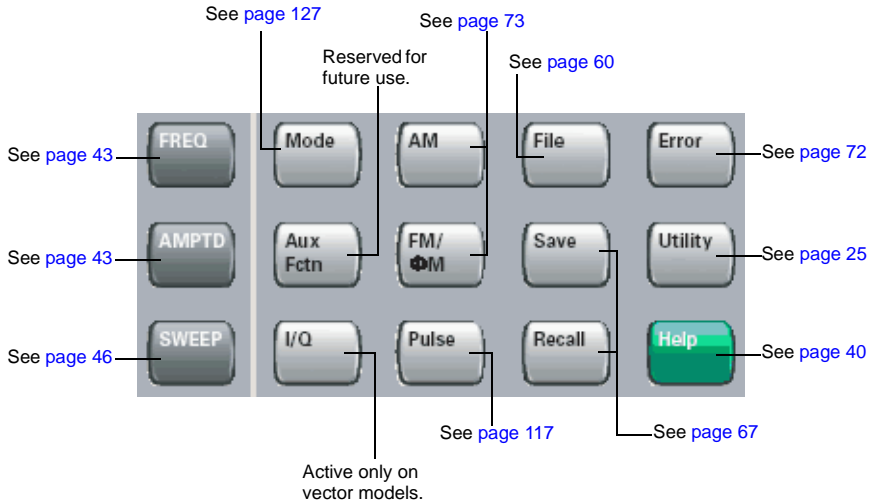 See page 127
See page 73
Reserved for
future use.
See page 60
FREQ
Mode
AM
File
Error
See page 43
See page 72
AMPTD
Aux
Fctn
FM/
ΦM
Save
Utility
See page 43
See page 25
SWEEP
I/Q
Pulse
Recall
Help
See page 46
See page 40
See page 117
See page 67
Active only on
vector models.